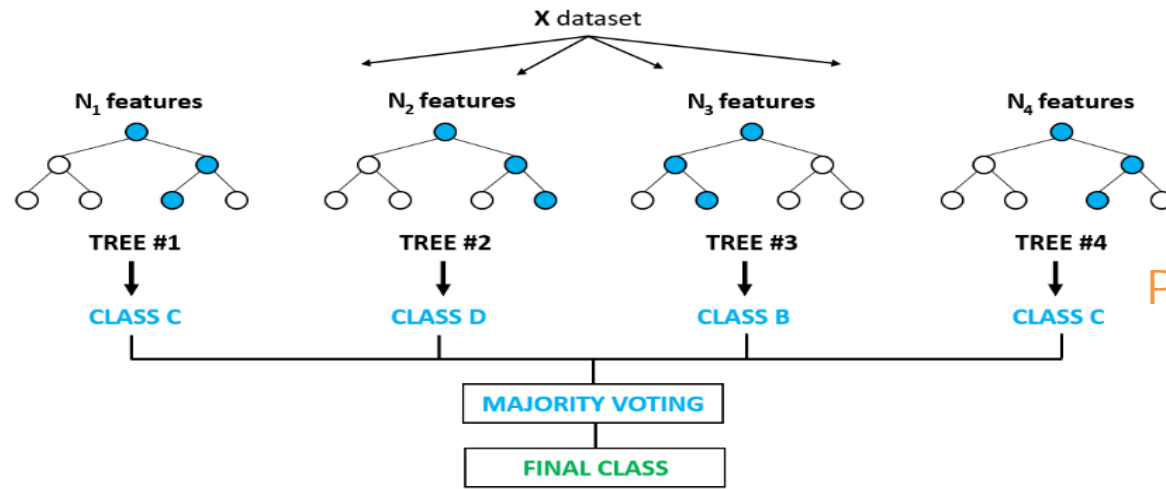 X dataset
N₁ features N₂ features N₃ features N₄ features
TREE #1 TREE #2 TREE #3 TREE #4
P
CLASS C CLASS D CLASS B CLASS C
MAJORITY VOTING
FINAL CLASS